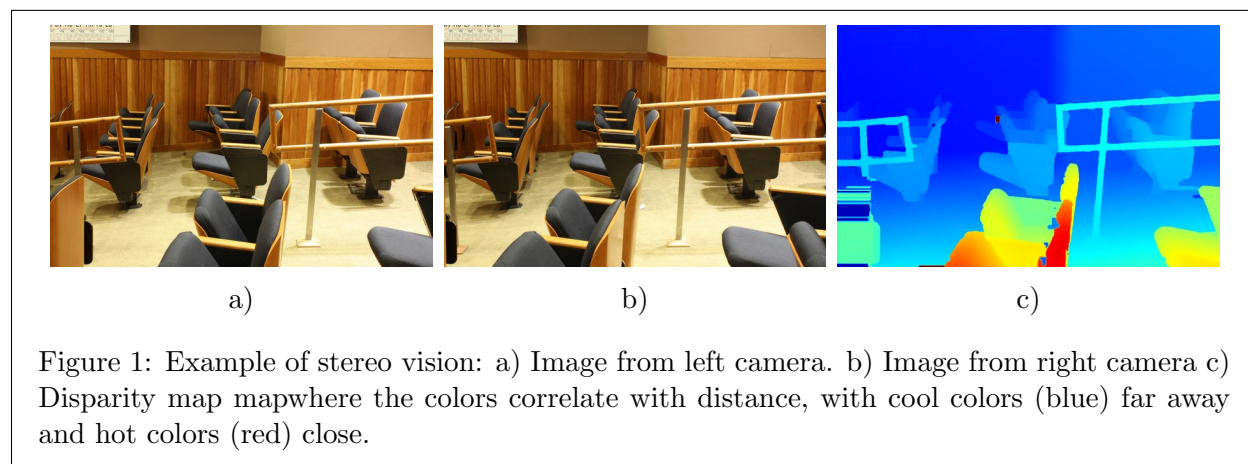 a)
b)
c)
Figure 1: Example of stereo vision: a) Image from left camera. b) Image from right camera c)
Disparity map mapwhere the colors correlate with distance, with cool colors (blue) far away
and hot colors (red) close.